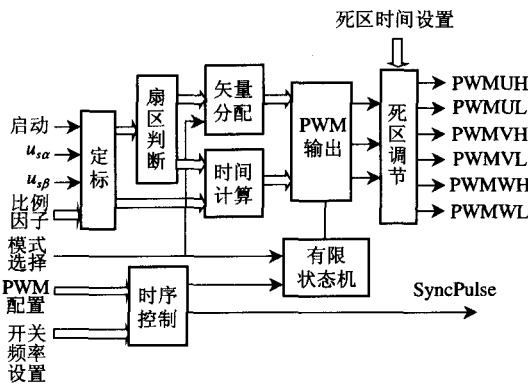 死区时间设置
启动
usα
usβ
比例
因子
模式
选择
PWM
配置
开关
频率
设置
定标
扇区判断
矢量
分配
时间
计算
PWM
输出
死区调节
有限
状态机
时序
控制
PWMUH
PWMUL
PWMVH
PWMVL
PWMWH
PWMWL
SyncPulse